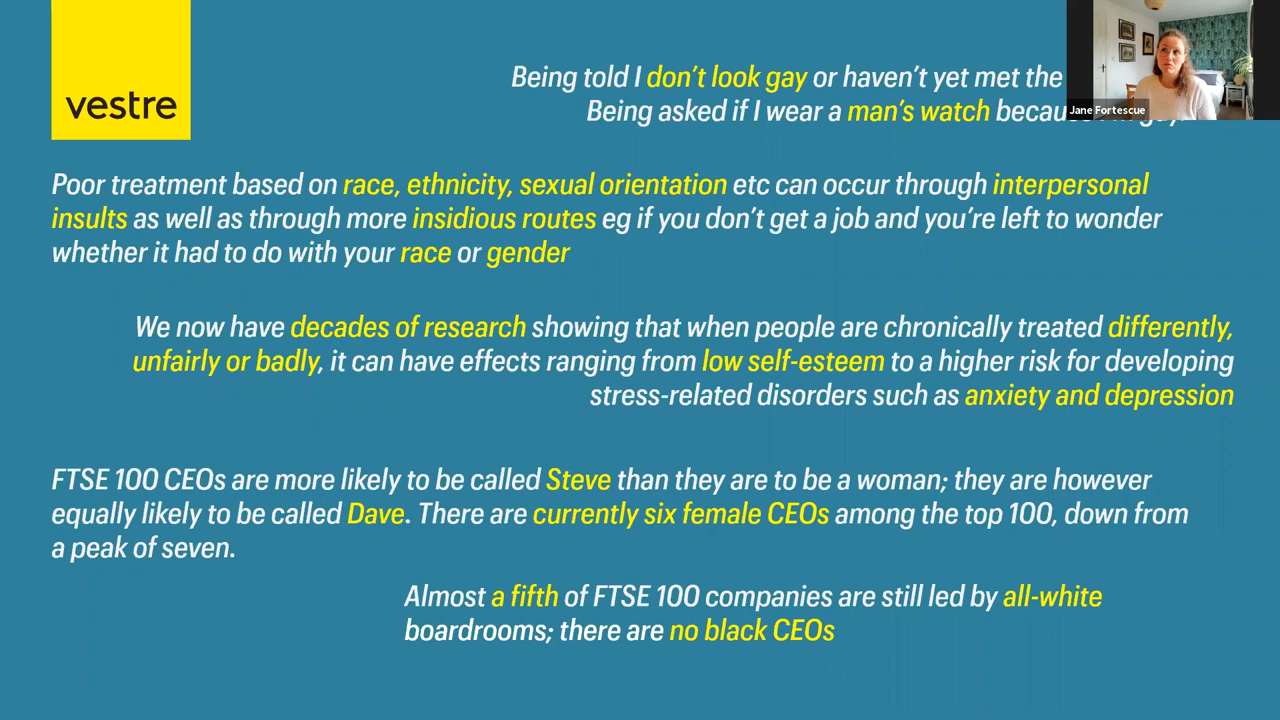 vestre
Being told I don't look gay or haven't yet met the
Being asked if I wear a man's watch
Jane Fortescue
Poor treatment based on race, ethnicity, sexual orientation etc can occur through interpersonal
insults as well as through more insidious routes eg if you don't get a job and you're left to wonder
whether it had to do with your race or gender
We now have decades of research showing that when people are chronically treated differently,
unfairly or badly, it can have effects ranging from low self-esteem to a higher risk for developing
stress-related disorders such as anxiety and depression
FTSE 100 CEOs are more likely to be called Steve than they are to be a woman; they are however
equally likely to be called Dave. There are currently six female CEOs among the top 100, down from
a peak of seven.
Almost a fifth of FTSE 100 companies are still led by all-white
boardrooms; there are no black CEOs